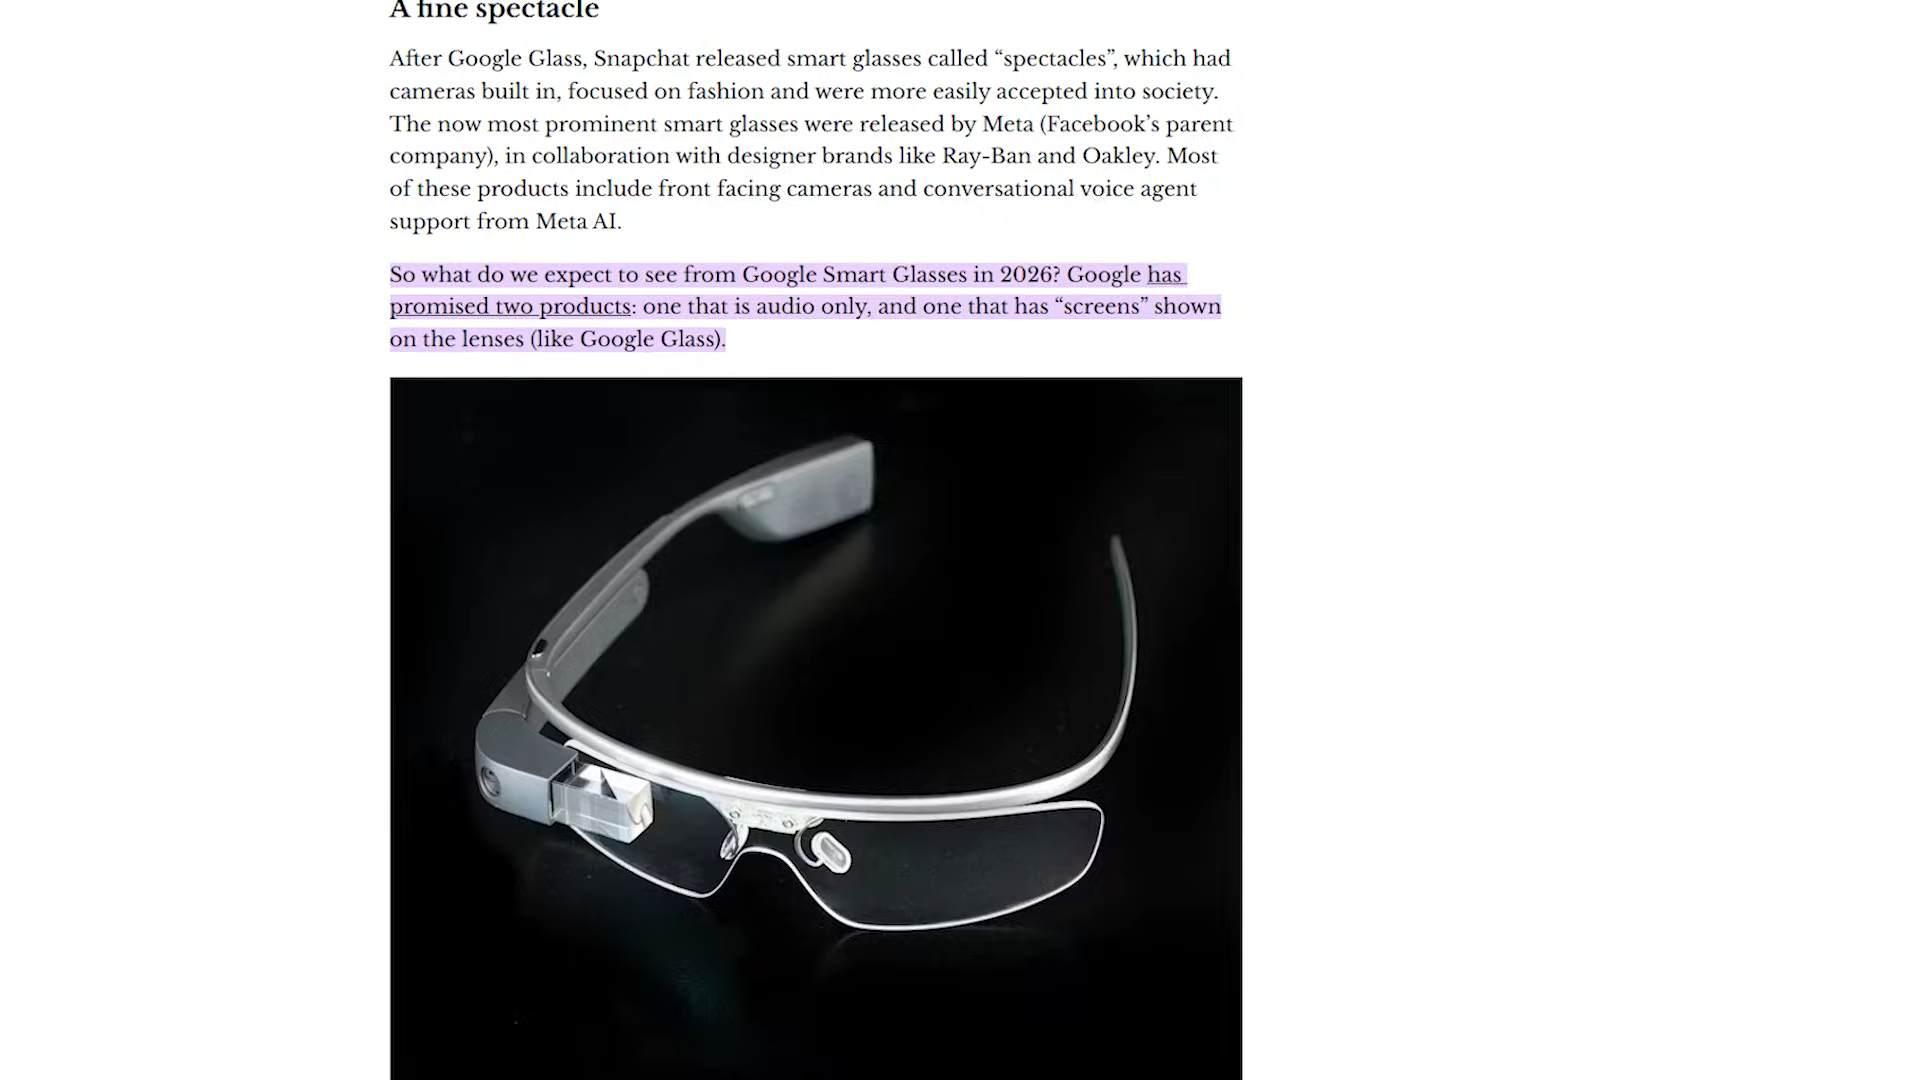 A fine spectacle
After Google Glass, Snapchat released smart glasses called “spectacles”, which had
cameras built in, focused on fashion and were more easily accepted into society.
The now most prominent smart glasses were released by Meta (Facebook’s parent
company), in collaboration with designer brands like Ray-Ban and Oakley. Most
of these products include front facing cameras and conversational voice agent
support from Meta AI.
So what do we expect to see from Google Smart Glasses in 2026? Google has
promised two products: one that is audio only, and one that has “screens” shown
on the lenses (like Google Glass).